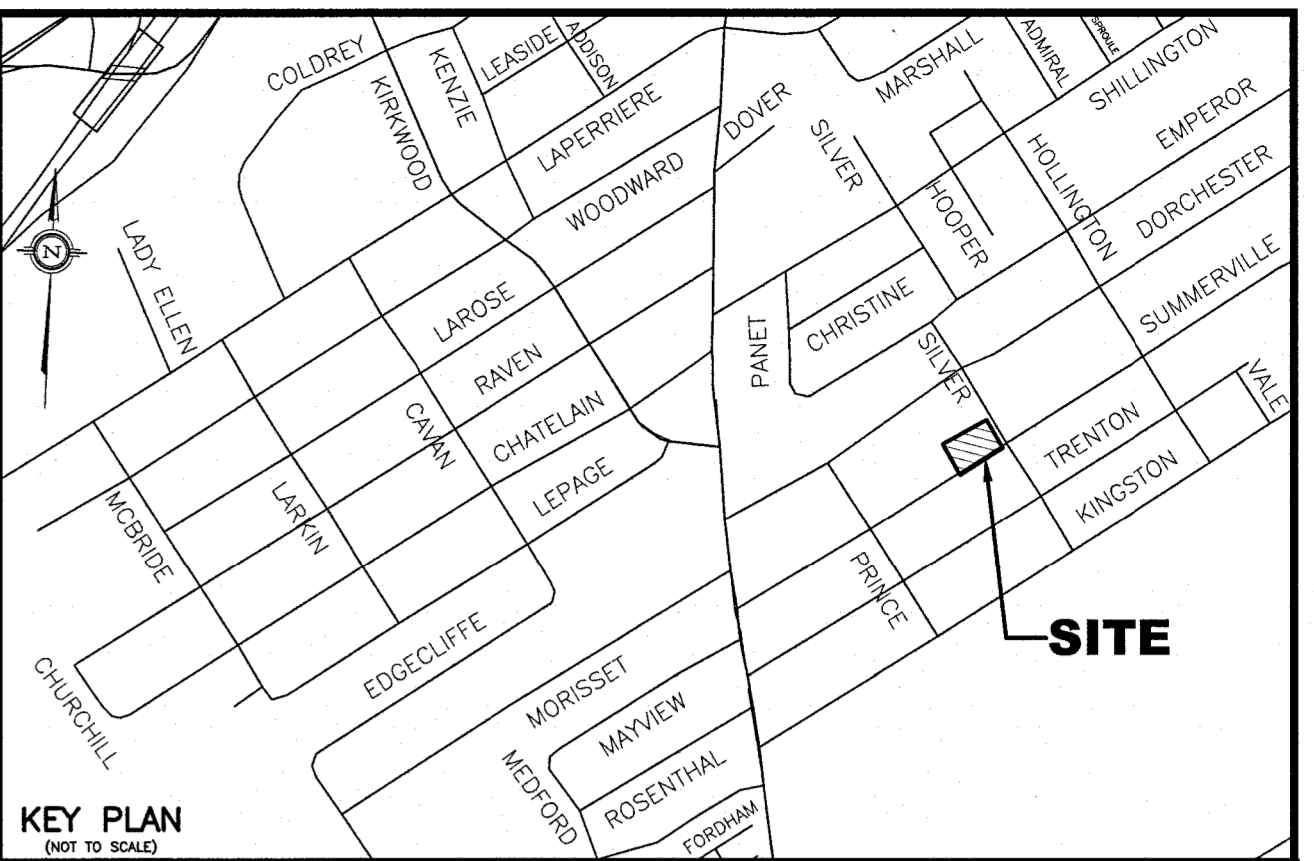 COLDREY
KIRKWOOD
KENZIE
LEASIDE
ADDISON
LAPERRIERE
WOODWARD
DOVER
SILVER
MARSHALL
ADMIRAL
SPROULE
SHILLINGTON
EMPEROR
HOLLINGTON
HOOPER
DORCHESTER
SUMMERVILLE
LADY ELLEN
N
LAROSE
RAVEN
CHATELAIN
LEPAGE
CAVAN
LARKIN
MCBRIDE
PANET
CHRISTINE
SILVER
VALE
TRENTON
KINGSTON
PRINCE
SITE
EDGECLIFFE
CHURCHILL
MORISSET
MAYVIEW
MEDFORD
ROSENTHAL
FORDHAM
KEY PLAN
(NOT TO SCALE)